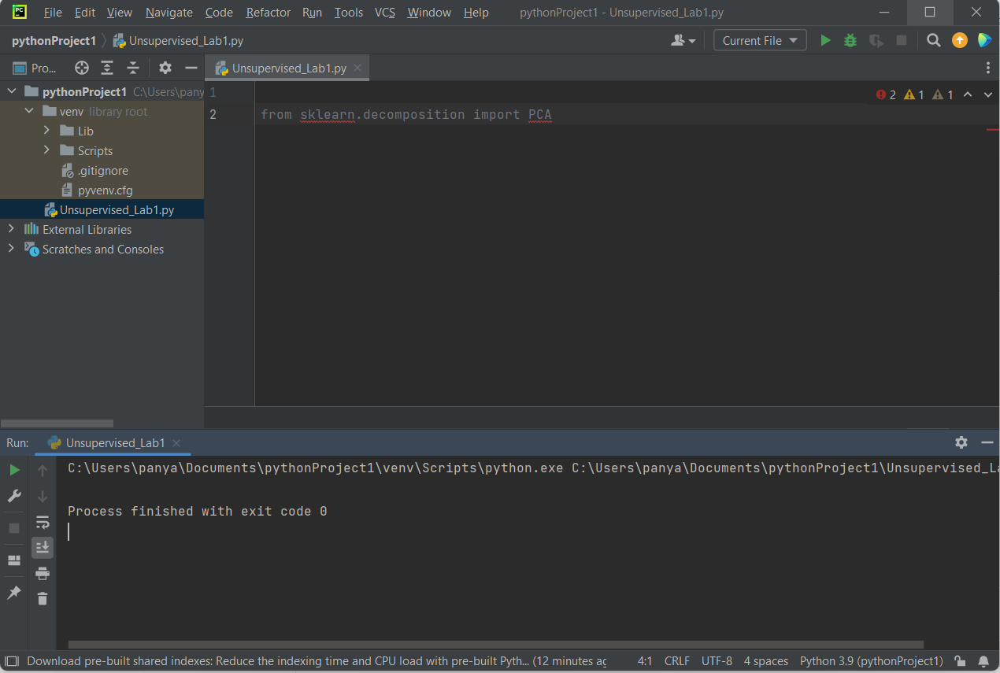 PC File Edit View Navigate Code Refactor Run Tools VCS Window Help pythonProject1 - Unsupervised_Lab1.py
pythonProject1 Unsupervised_Lab1.py Current File
Pro... Unsupervised_Lab1.py
pythonProject1 C:\Users\pany
venv library root
Lib
Scripts
.gitignore
pyvenv.cfg
Unsupervised_Lab1.py
External Libraries
Scratches and Consoles
1
2 1 1
2 from sklearn.decomposition import PCA
Run: Unsupervised_Lab1
C:\Users\panya\Documents\pythonProject1\venv\Scripts\python.exe C:\Users\panya\Documents\pythonProject1\Unsupervised_La
Process finished with exit code 0
Download pre-built shared indexes: Reduce the indexing time and CPU load with pre-built Pyth... (12 minutes ag 4:1 CRLF UTF-8 4 spaces Python 3.9 (pythonProject1)